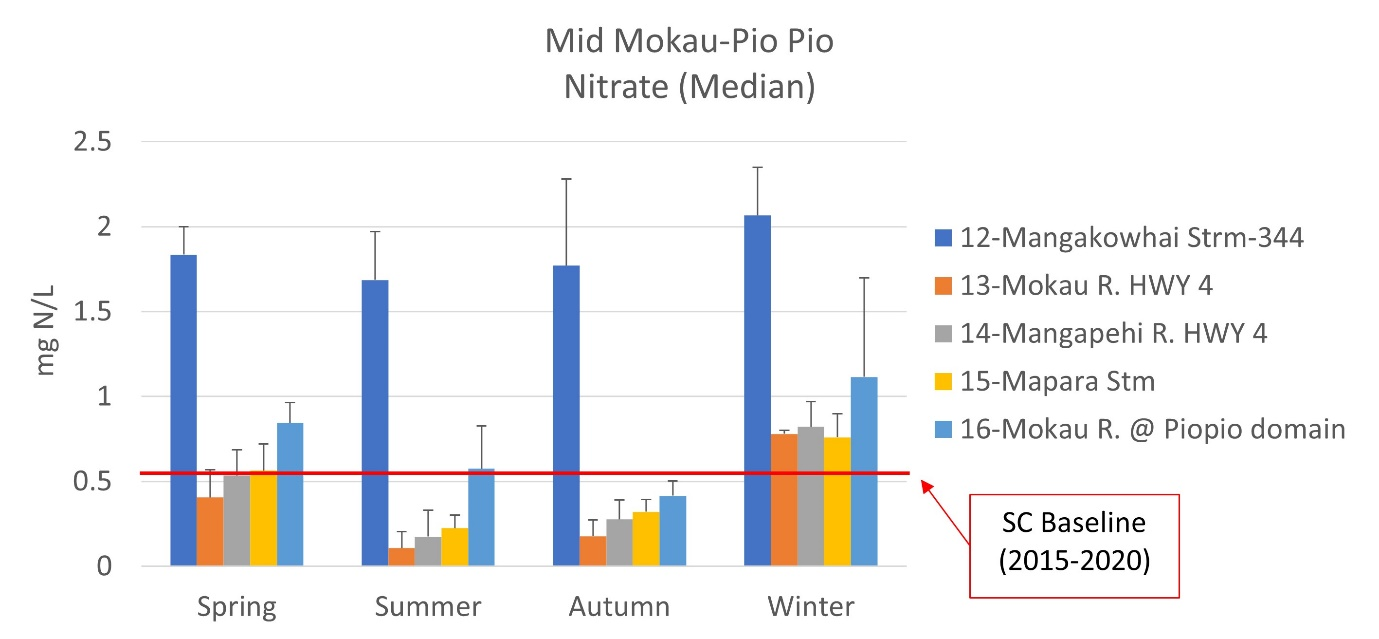 Mid Mokau-Pio Pio
Nitrate (Median)
2.5
2
1.5
1
0.5
0
mg N/L
Spring
Summer
Autumn
Winter
12-Mangakowhai Strm-344
13-Mokau R. HWY 4
14-Mangapehi R. HWY 4
15-Mapara Stm
16-Mokau R. @ Piopio domain
SC Baseline
(2015-2020)